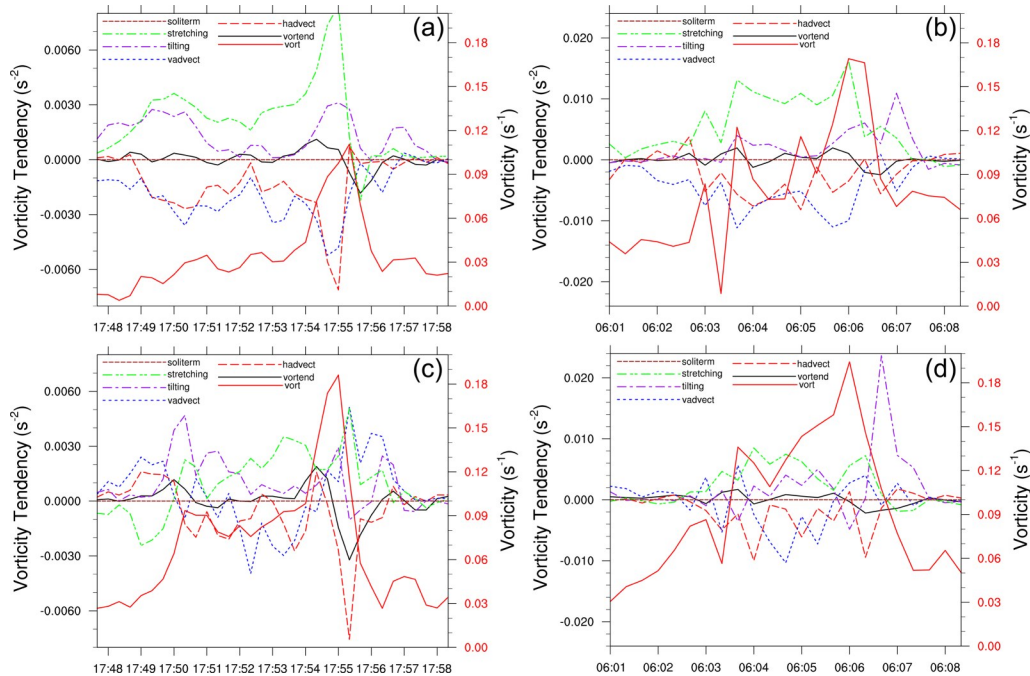 (a)
soliterm
stretching
tilting
vadvect
hadvect
vortend
vort
Vorticity Tendency (s-2)
0.0060
0.0030
0.0000
-0.0030
-0.0060
0.18
0.15
0.12
0.09
0.06
0.03
0.00
Vorticity (s-1)
17:48 17:49 17:50 17:51 17:52 17:53 17:54 17:55 17:56 17:57 17:58
(b)
soliterm
stretching
tilting
vadvect
hadvect
vortend
vort
Vorticity Tendency (s-2)
0.020
0.010
0.000
-0.010
-0.020
0.18
0.15
0.12
0.09
0.06
0.03
0.00
Vorticity (s-1)
06:01 06:02 06:03 06:04 06:05 06:06 06:07 06:08
(c)
soliterm
stretching
tilting
vadvect
hadvect
vortend
vort
Vorticity Tendency (s-2)
0.0060
0.0030
0.0000
-0.0030
-0.0060
0.18
0.15
0.12
0.09
0.06
0.03
0.00
Vorticity (s-1)
17:48 17:49 17:50 17:51 17:52 17:53 17:54 17:55 17:56 17:57 17:58
(d)
soliterm
stretching
tilting
vadvect
hadvect
vortend
vort
Vorticity Tendency (s-2)
0.020
0.010
0.000
-0.010
-0.020
0.18
0.15
0.12
0.09
0.06
0.03
0.00
Vorticity (s-1)
06:01 06:02 06:03 06:04 06:05 06:06 06:07 06:08